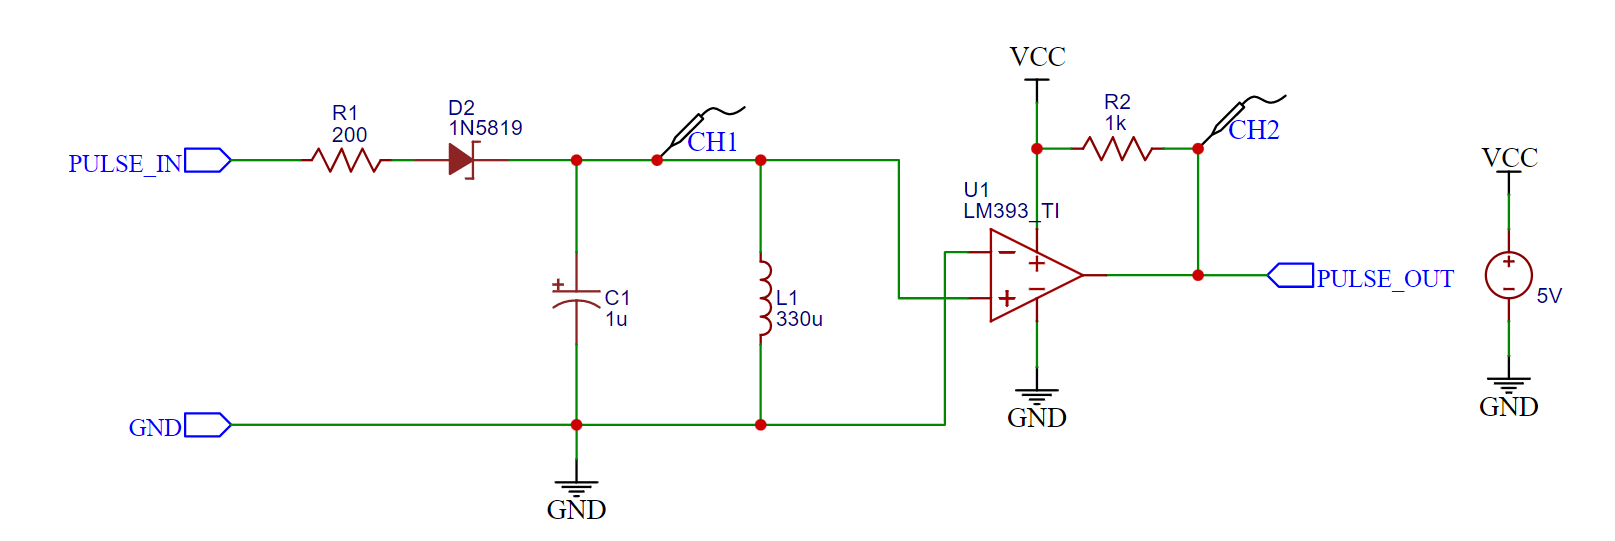 PULSE_IN
R1
200
D2
1N5819
CH1
C1
1u
L1
330u
GND
GND
VCC
R2
1k
CH2
U1
LM393_TI
GND
PULSE_OUT
VCC
5V
GND